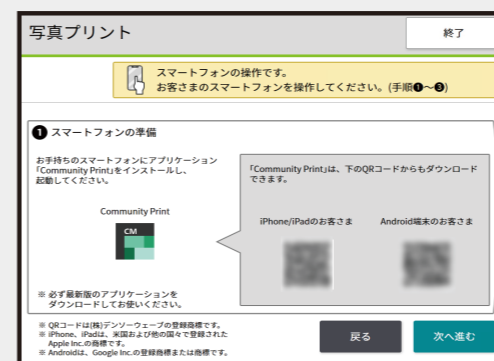 写真プリント
終了
スマートフォンの操作です。
お客さまのスマートフォンを操作してください。(手順❶～❸)
❶ スマートフォンの準備
お手持ちのスマートフォンにアプリケーション
「Community Print」をインストールし、
起動してください。
Community Print
CM
※ 必ず最新版のアプリケーションを
ダウンロードしてお使いください。
「Community Print」は、下のQRコードからもダウンロード
できます。
iPhone/iPadのお客さま
Android端末のお客さま
※ QRコードは(株)デンソーウェーブの登録商標です。
※ iPhone、iPadは、米国および他の国々で登録された
Apple Inc.の商標です。
※ Androidは、Google Inc.の登録商標または商標です。
戻る
次へ進む